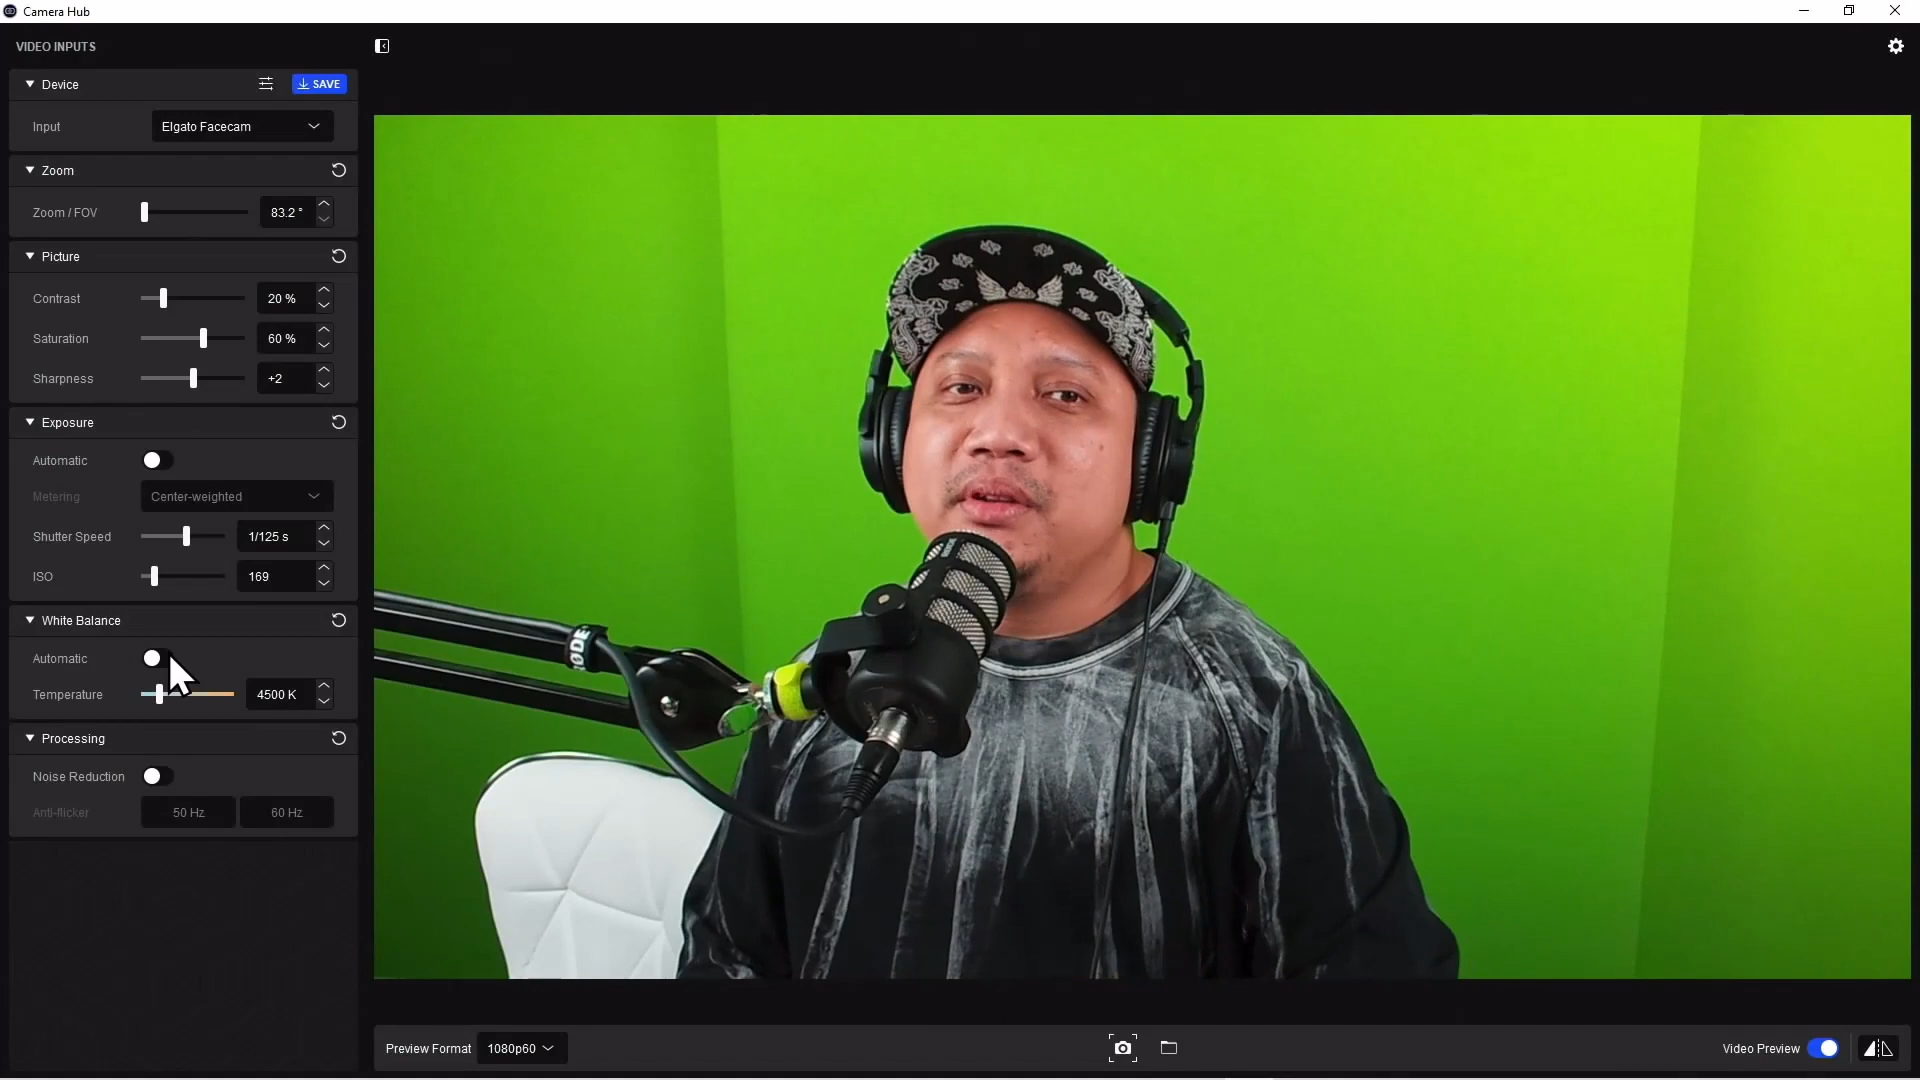 Camera Hub
VIDEO INPUTS
Device
SAVE
Input
Elgato Facecam
Zoom
Zoom / FOV
83.2 °
Picture
Contrast
20 %
Saturation
60 %
Sharpness
+2
Exposure
Automatic
Metering
Center-weighted
Shutter Speed
1/125 s
ISO
169
White Balance
Automatic
Temperature
4500 K
Processing
Noise Reduction
Anti-flicker
50 Hz
60 Hz
RØDE
Preview Format
1080p60
Video Preview